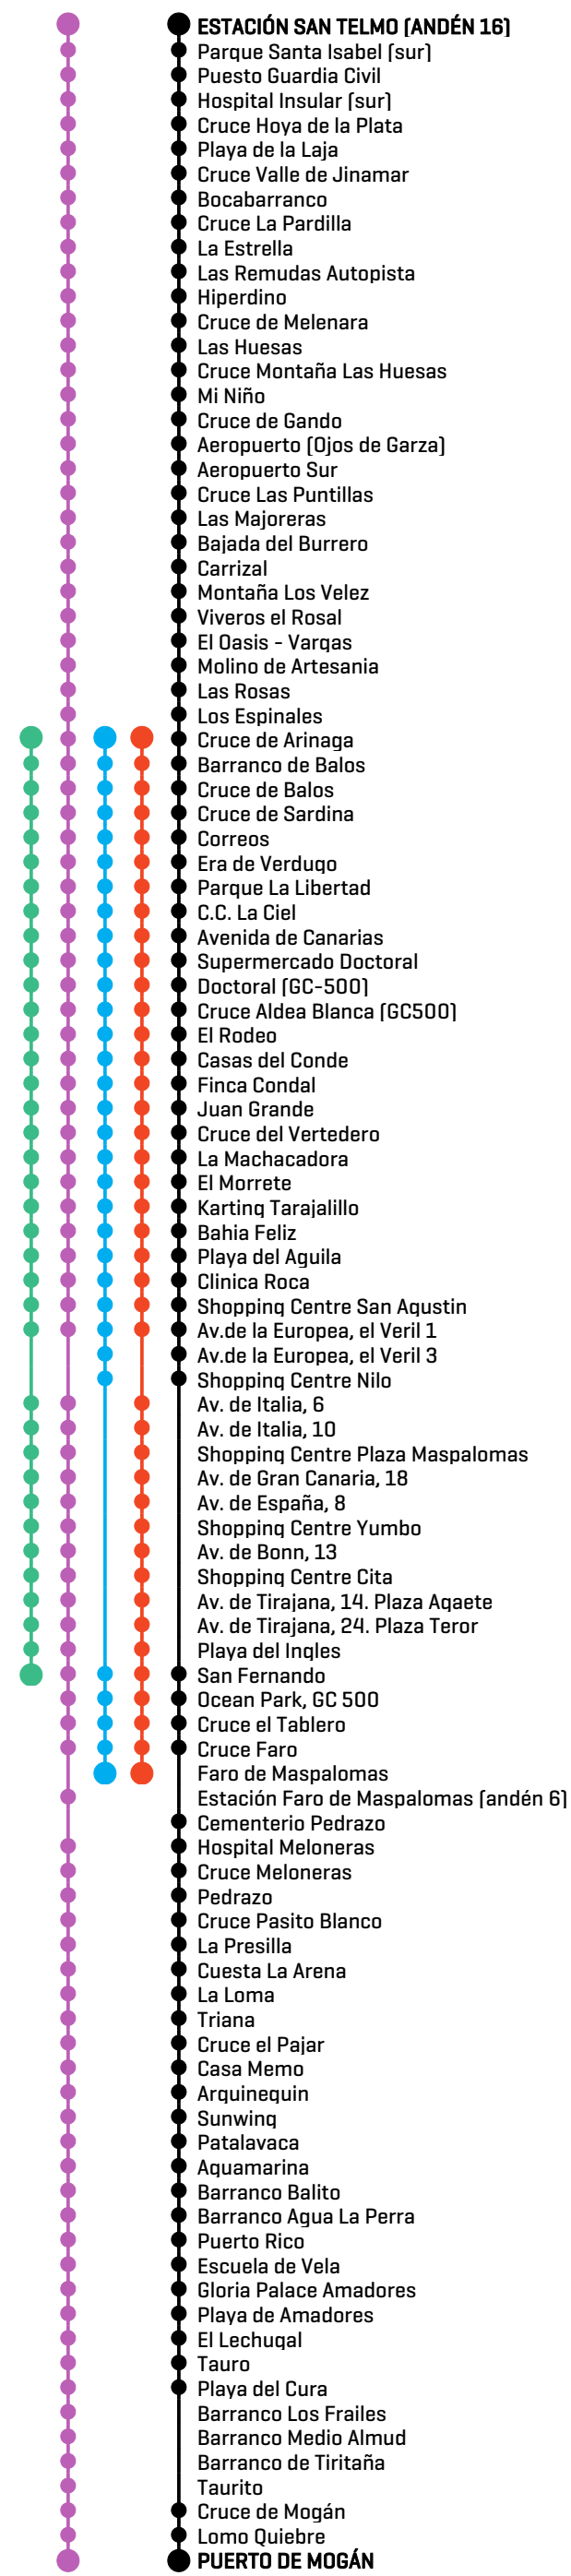 ESTACIÓN SAN TELMO (ANDÉN 16)
Parque Santa Isabel (sur)
Puesto Guardia Civil
Hospital Insular (sur)
Cruce Hoya de la Plata
Playa de la Laja
Cruce Valle de Jinamar
Bocabarranco
Cruce La Pardilla
La Estrella
Las Remudas Autopista
Hiperdino
Cruce de Melenara
Las Huesas
Cruce Montaña Las Huesas
Mi Niño
Cruce de Gando
Aeropuerto (Ojos de Garza)
Aeropuerto Sur
Cruce Las Puntillas
Las Majoreras
Bajada del Burrero
Carrizal
Montaña Los Velez
Viveros el Rosal
El Oasis - Vargas
Molino de Artesania
Las Rosas
Los Espinales
Cruce de Arinaga
Barranco de Balos
Cruce de Balos
Cruce de Sardina
Correos
Era de Verdugo
Parque La Libertad
C.C. La Ciel
Avenida de Canarias
Supermercado Doctoral
Doctoral (GC-500)
Cruce Aldea Blanca (GC500)
El Rodeo
Casas del Conde
Finca Condal
Juan Grande
Cruce del Vertedero
La Machacadora
El Morrete
Karting Tarajalillo
Bahia Feliz
Playa del Aguila
Clinica Roca
Shopping Centre San Agustin
Av.de la Europea, el Veril 1
Av.de la Europea, el Veril 3
Shopping Centre Nilo
Av. de Italia, 6
Av. de Italia, 10
Shopping Centre Plaza Maspalomas
Av. de Gran Canaria, 18
Av. de España, 8
Shopping Centre Yumbo
Av. de Bonn, 13
Shopping Centre Cita
Av. de Tirajana, 14. Plaza Agaete
Av. de Tirajana, 24. Plaza Teror
Playa del Ingles
San Fernando
Ocean Park, GC 500
Cruce el Tablero
Cruce Faro
Faro de Maspalomas
Estación Faro de Maspalomas (andén 6)
Cementerio Pedrazo
Hospital Meloneras
Cruce Meloneras
Pedrazo
Cruce Pasito Blanco
La Presilla
Cuesta La Arena
La Loma
Triana
Cruce el Pajar
Casa Memo
Arguineguin
Sunwing
Patalavaca
Aquamarina
Barranco Balito
Barranco Agua La Perra
Puerto Rico
Escuela de Vela
Gloria Palace Amadores
Playa de Amadores
El Lechugal
Tauro
Playa del Cura
Barranco Los Frailes
Barranco Medio Almud
Barranco de Tiritaña
Taurito
Cruce de Mogán
Lomo Quiebre
PUERTO DE MOGÁN